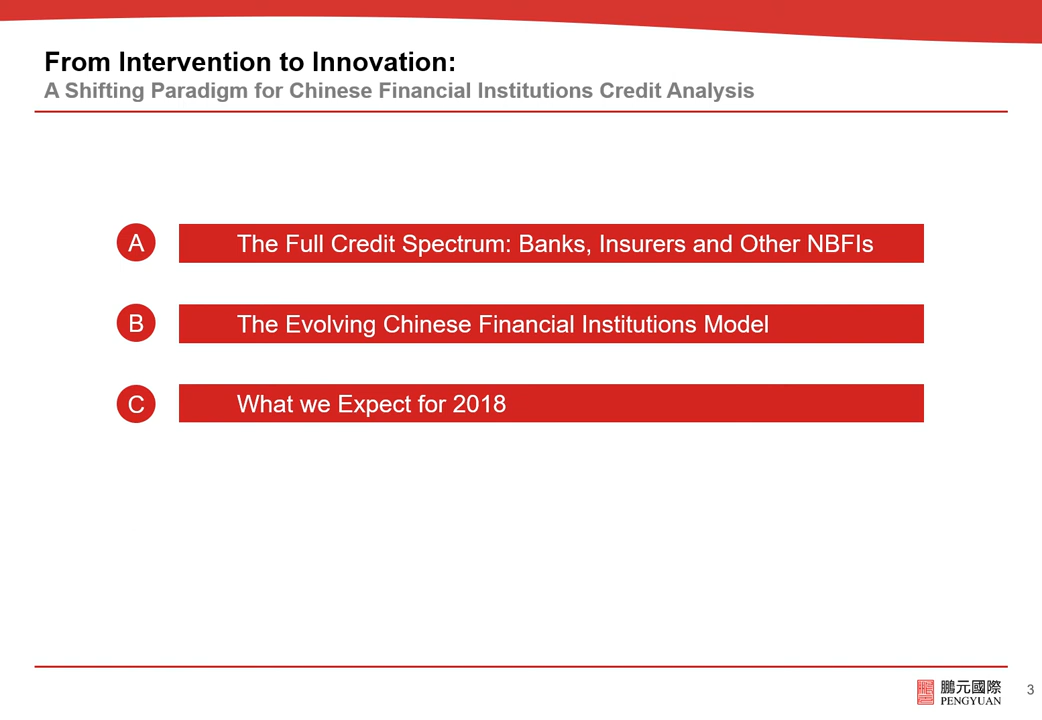 From Intervention to Innovation:
A Shifting Paradigm for Chinese Financial Institutions Credit Analysis
A The Full Credit Spectrum: Banks, Insurers and Other NBFIs
B The Evolving Chinese Financial Institutions Model
C What we Expect for 2018
鵬元國際
PENGYUAN
3